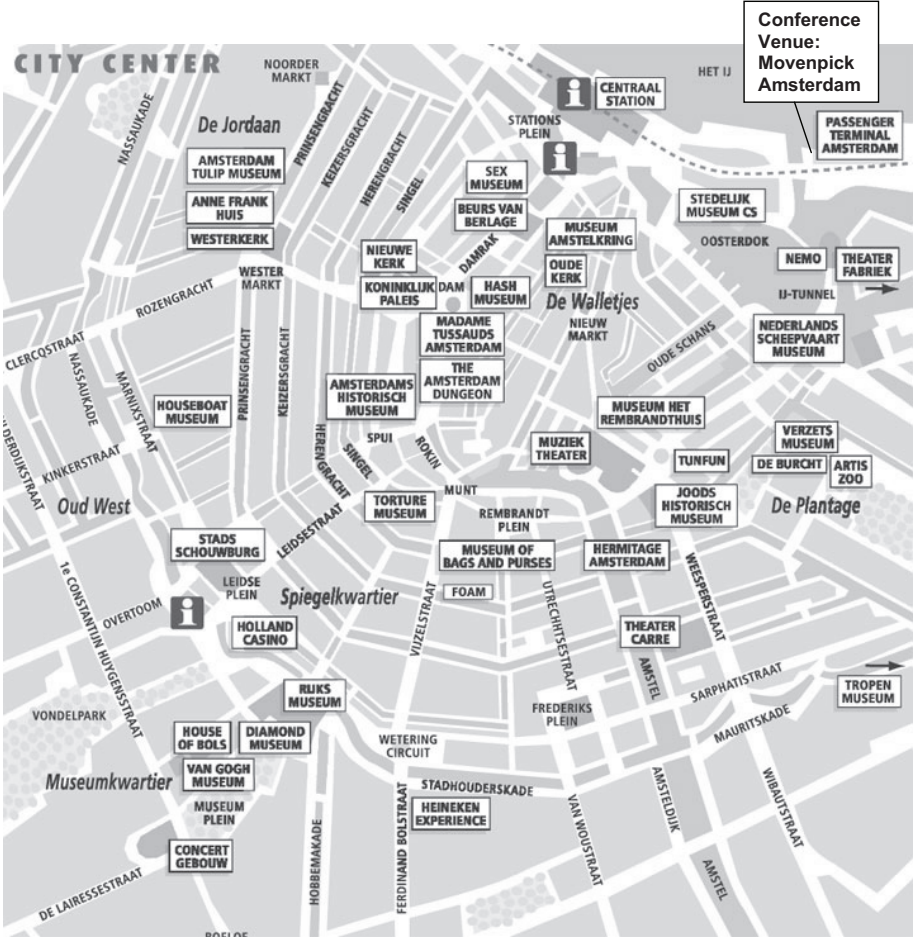 Conference
Venue:
Movenpick
Amsterdam
CITY CENTER
NOORDER
MARKT
HET IJ
i
CENTRAAL
STATION
NASSAUKADE
De Jordaan
PRINSENGRACHT
KEIZERSGRACHT
HERENGRACHT
SINGEL
STATIONS
PLEIN
i
PASSENGER
TERMINAL
AMSTERDAM
AMSTERDAM
TULIP MUSEUM
SEX
MUSEUM
ANNE FRANK
HUIS
BEURS VAN
BERLAGE
STEDELIJK
MUSEUM CS
WESTERKERK
MUSEUM
AMSTELKRING
OOSTERDOK
NIEUWE
KERK
DAMRAK
OUDE
KERK
NEMO
THEATER
FABRIEK
WESTER
MARKT
KONINKLIJK
PALEIS
DAM
HASH
MUSEUM
De Walletjes
IJ-TUNNEL
ROZENGRACHT
MADAME
TUSSAUDS
AMSTERDAM
NIEUW
MARKT
OUDE SCHANS
NEDERLANDS
SCHEEPVAART
MUSEUM
CLERCQSTRAAT
NASSAUKADE
MARNIXSTRAAT
THE
AMSTERDAM
DUNGEON
PRINSENGRACHT
KEIZERSGRACHT
AMSTERDAMS
HISTORISCH
MUSEUM
HOUSEBOAT
MUSEUM
MUSEUM HET
REMBRANDTHUIS
LDERDIJKSTRAAT
KINKERSTRAAT
HERENGRACHT
SINGEL
SPUI
ROKIN
MUZIEK
THEATER
VERZETS
MUSEUM
TUNFUN
DE BURCHT
ARTIS
ZOO
Oud West
TORTURE
MUSEUM
MUNT
JOODS
HISTORISCH
MUSEUM
De Plantage
REMBRANDT
PLEIN
LEIDSESTRAAT
STADS
SCHOUWBURG
MUSEUM OF
BAGS AND PURSES
HERMITAGE
AMSTERDAM
WEESPERSTRAAT
1e CONSTANTIJN HUYGENSSTRAAT
LEIDSE
PLEIN
Spiegelkwartier
FOAM
OVERTOOM
i
VIJZELSTRAAT
UTRECHTSESTRAAT
HOLLAND
CASINO
THEATER
CARRE
AMSTEL
SARPHATISTRAAT
RIJKS
MUSEUM
TROPEN
MUSEUM
VONDELPARK
FREDERIKS
PLEIN
MAURITSKADE
HOUSE
OF BOLS
DIAMOND
MUSEUM
WETERING
CIRCUIT
Museumkwartier
VAN GOGH
MUSEUM
STADHOUDERSKADE
HEINEKEN
EXPERIENCE
MUSEUM
PLEIN
HOBBEMAKADE
FERDINAND BOLSTRAAT
VAN WOUSTRAAT
AMSTELDIJK
WIBAUTSTRAAT
CONCERT
GEBOUW
AMSTEL
DE LAIRESSESTRAAT